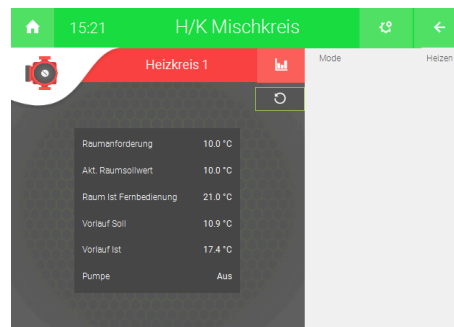 15:21 H/K Mischkreis
Heizkreis 1
Mode Heizen
Raumanforderung 10.0 °C
Akt. Raumsollwert 10.0 °C
Raum Ist Fernbedienung 21.0 °C
Vorlauf Soll 10.9 °C
Vorlauf Ist 17.4 °C
Pumpe Aus